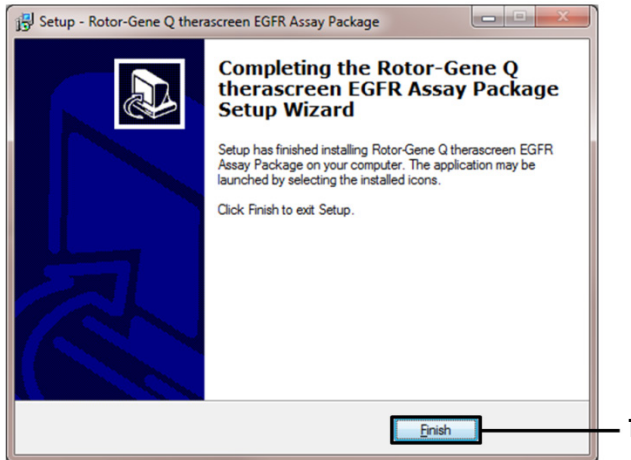 Setup - Rotor-Gene Q therascreen EGFR Assay Package
Completing the Rotor-Gene Q
therascreen EGFR Assay Package
Setup Wizard
Setup has finished installing Rotor-Gene Q therascreen EGFR
Assay Package on your computer. The application may be
launched by selecting the installed icons.
Click Finish to exit Setup.
Finish